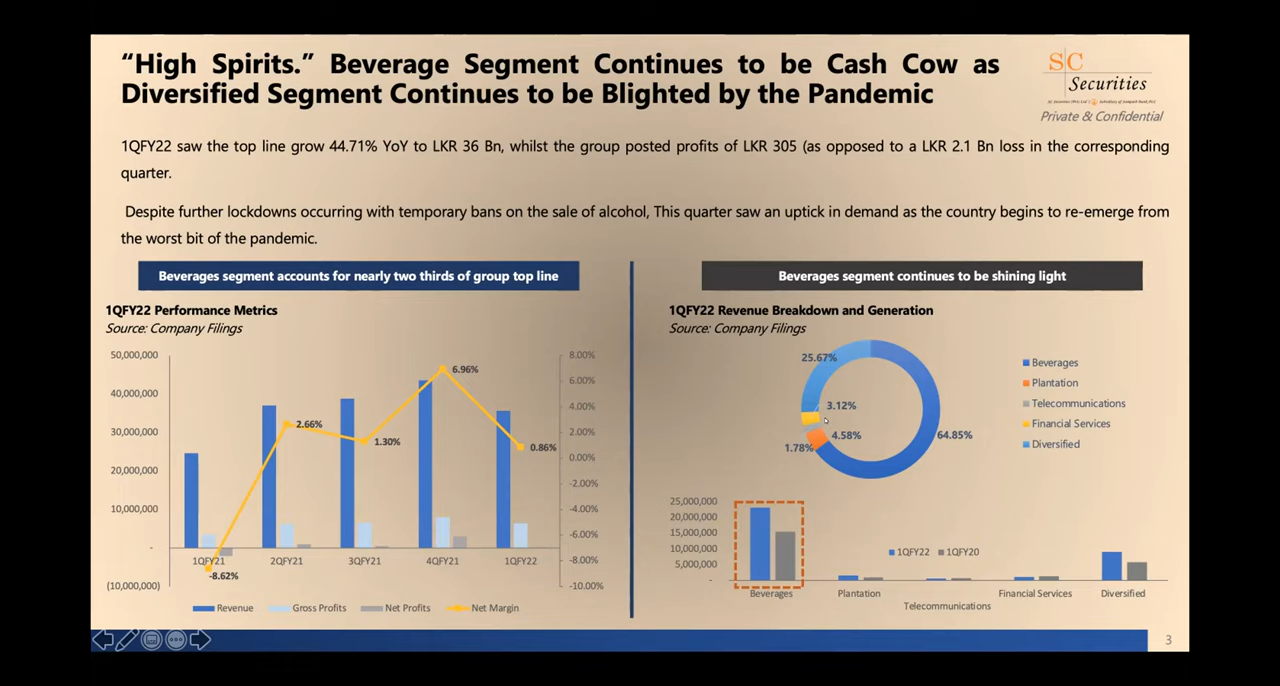 “High Spirits.” Beverage Segment Continues to be Cash Cow as
Diversified Segment Continues to be Blighted by the Pandemic
SC
Securities
Private & Confidential
1QFY22 saw the top line grow 44.71% YoY to LKR 36 Bn, whilst the group posted profits of LKR 305 (as opposed to a LKR 2.1 Bn loss in the corresponding
quarter.
Despite further lockdowns occurring with temporary bans on the sale of alcohol, This quarter saw an uptick in demand as the country begins to re-emerge from
the worst bit of the pandemic.
Beverages segment accounts for nearly two thirds of group top line
1QFY22 Performance Metrics
Source: Company Filings
50,000,000
40,000,000
30,000,000
20,000,000
10,000,000
-
(10,000,000)
8.00%
6.00%
4.00%
2.00%
0.00%
-2.00%
-4.00%
-6.00%
-8.00%
-10.00%
-8.62%
2.66%
1.30%
6.96%
0.86%
1QFY21
2QFY21
3QFY21
4QFY21
1QFY22
Revenue
Gross Profits
Net Profits
Net Margin
Beverages segment continues to be shining light
1QFY22 Revenue Breakdown and Generation
Source: Company Filings
25.67%
3.12%
4.58%
1.78%
64.85%
Beverages
Plantation
Telecommunications
Financial Services
Diversified
25,000,000
20,000,000
15,000,000
10,000,000
5,000,000
-
1QFY22
1QFY20
Beverages
Plantation
Telecommunications
Financial Services
Diversified
3